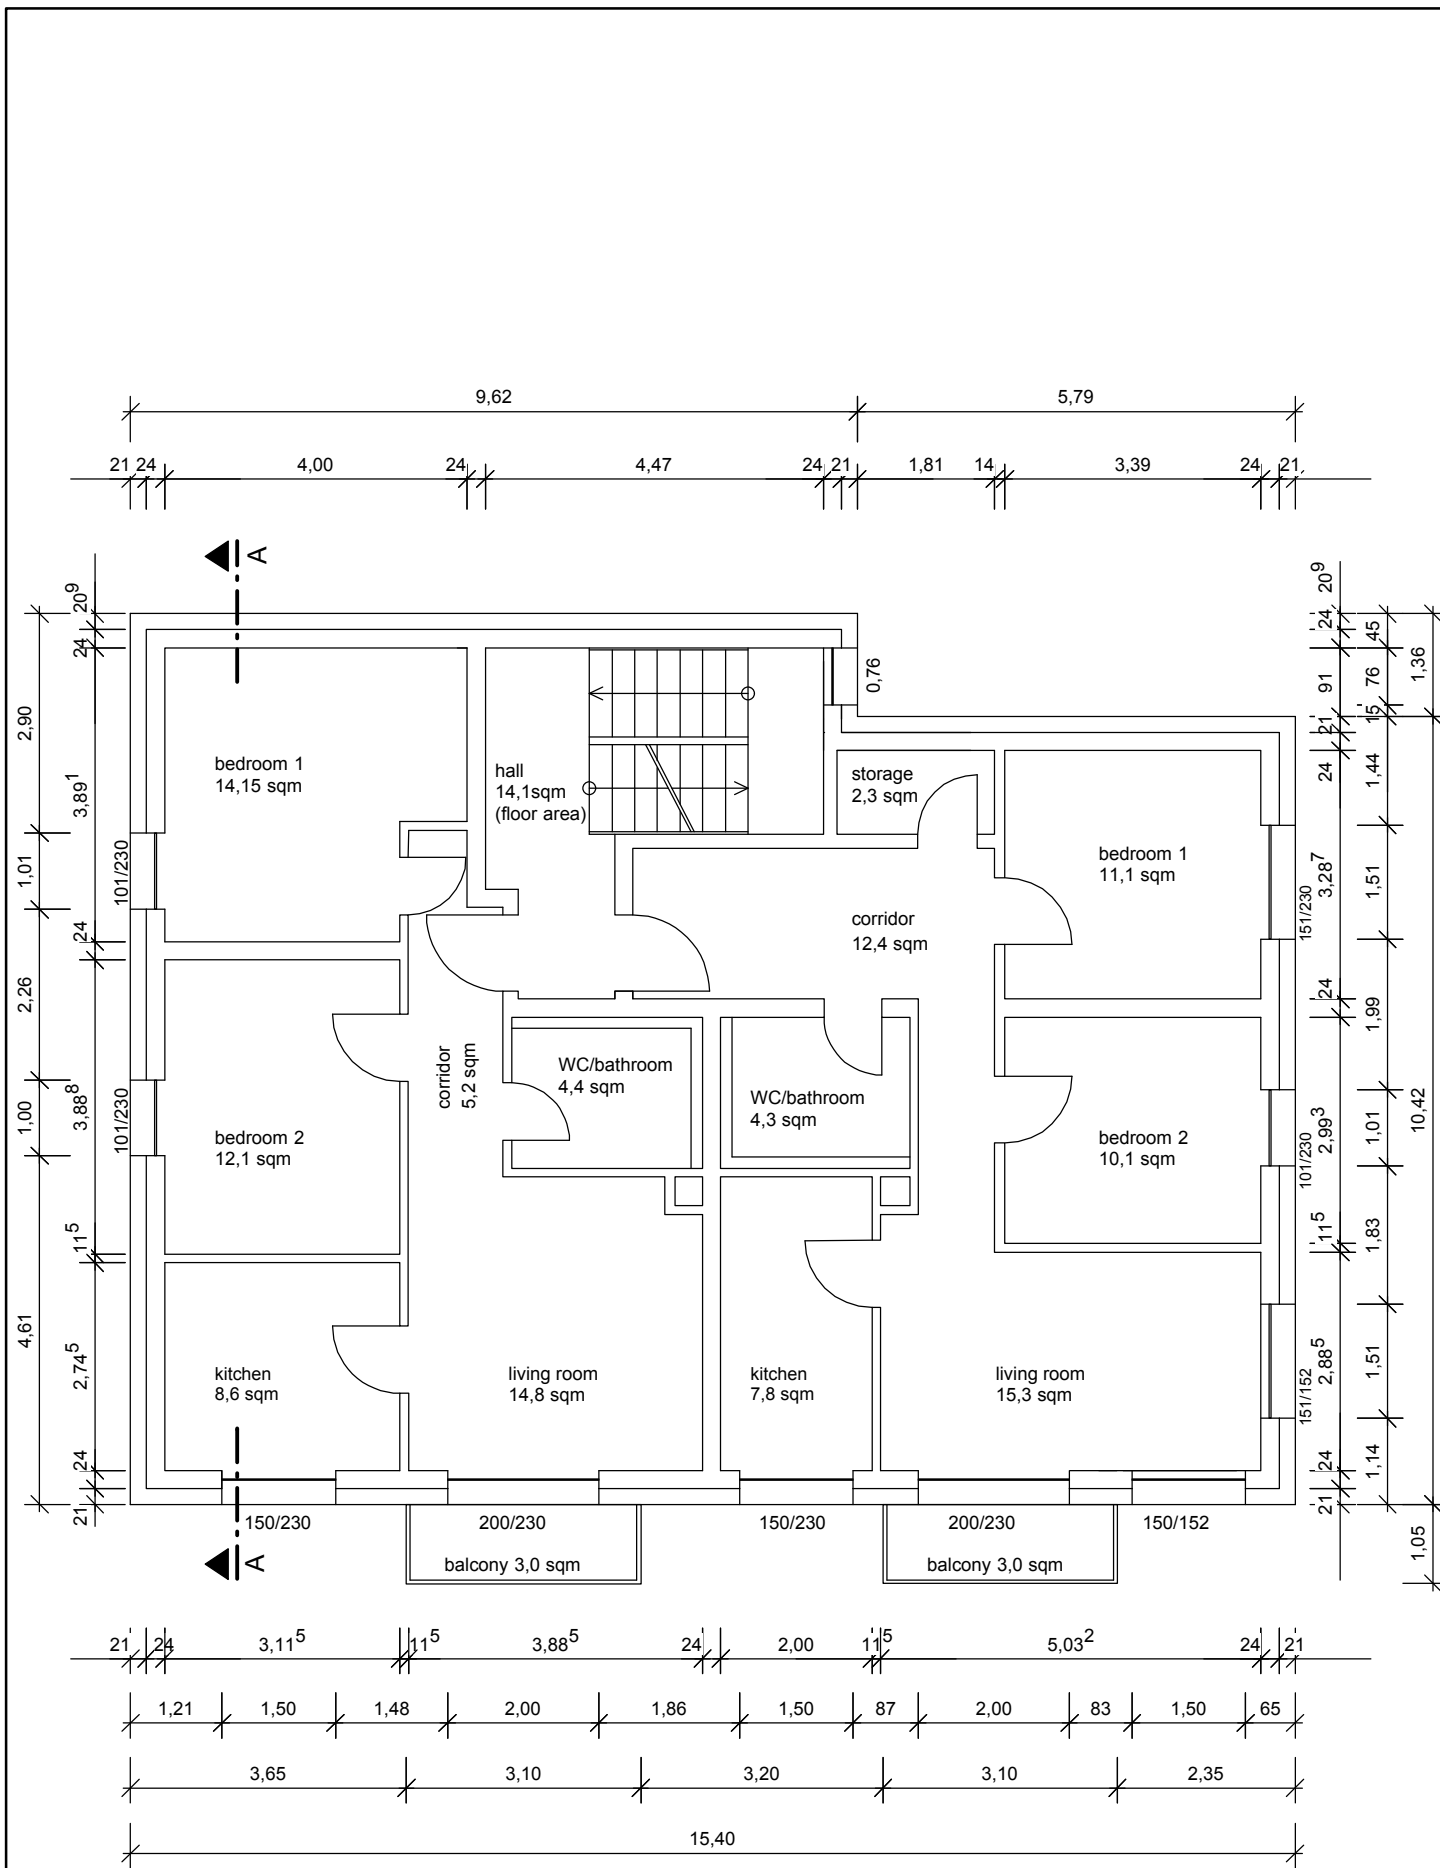 9,62
5,79
21 24 4,00 24 4,47 24 21 1,81 14 3,39 24 21
A
20⁹
24
3,89¹
24
3,88⁸
11⁵
2,74⁵
24
21
2,90
1,01
2,26
1,00
4,61
101/230
101/230
bedroom 1
14,15 sqm
hall
14,1sqm
(floor area)
0,76
storage
2,3 sqm
bedroom 1
11,1 sqm
corridor
12,4 sqm
corridor
5,2 sqm
WC/bathroom
4,4 sqm
WC/bathroom
4,3 sqm
bedroom 2
12,1 sqm
bedroom 2
10,1 sqm
kitchen
8,6 sqm
living room
14,8 sqm
kitchen
7,8 sqm
living room
15,3 sqm
151/230
101/230
151/152
20⁹
24
91
21
24
3,28⁷
24
2,99³
11⁵
2,88⁵
24
21
45
76
15
1,44
1,51
1,99
1,01
1,83
1,51
1,14
1,36
10,42
1,05
150/230 200/230 150/230 200/230 150/152
A
balcony 3,0 sqm balcony 3,0 sqm
21 24 3,11⁵ 11⁵ 3,88⁵ 24 2,00 11⁵ 5,03² 24 21
1,21 1,50 1,48 2,00 1,86 1,50 87 2,00 83 1,50 65
3,65 3,10 3,20 3,10 2,35
15,40